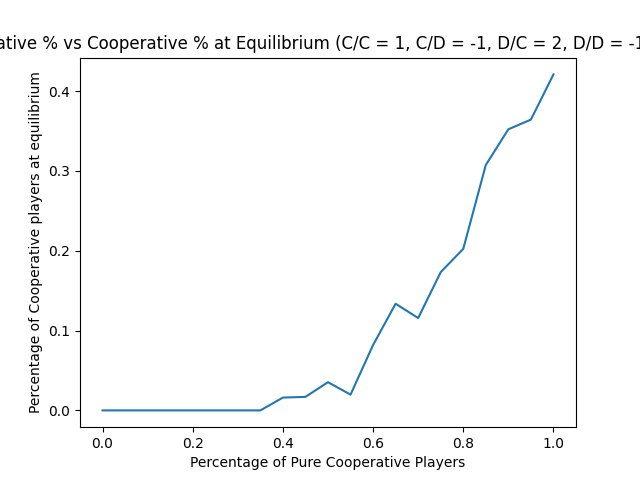 ative % vs Cooperative % at Equilibrium (C/C = 1, C/D = -1, D/C = 2, D/D = -1
Percentage of Cooperative players at equilibrium
0.4
0.3
0.2
0.1
0.0
0.0 0.2 0.4 0.6 0.8 1.0
Percentage of Pure Cooperative Players